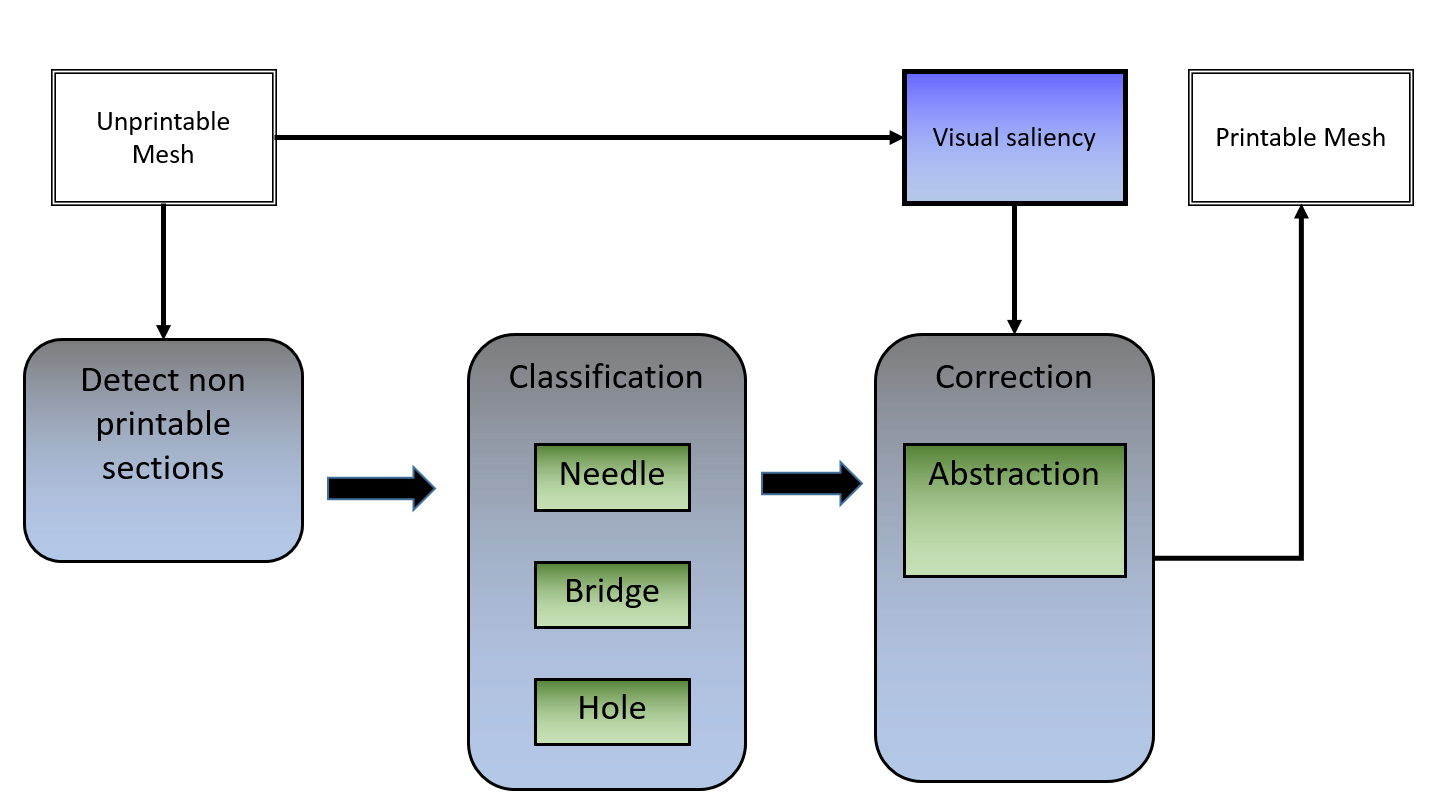 Unprintable
Mesh
Visual saliency
Printable Mesh
Detect non
printable
sections
Classification
Needle
Bridge
Hole
Correction
Abstraction